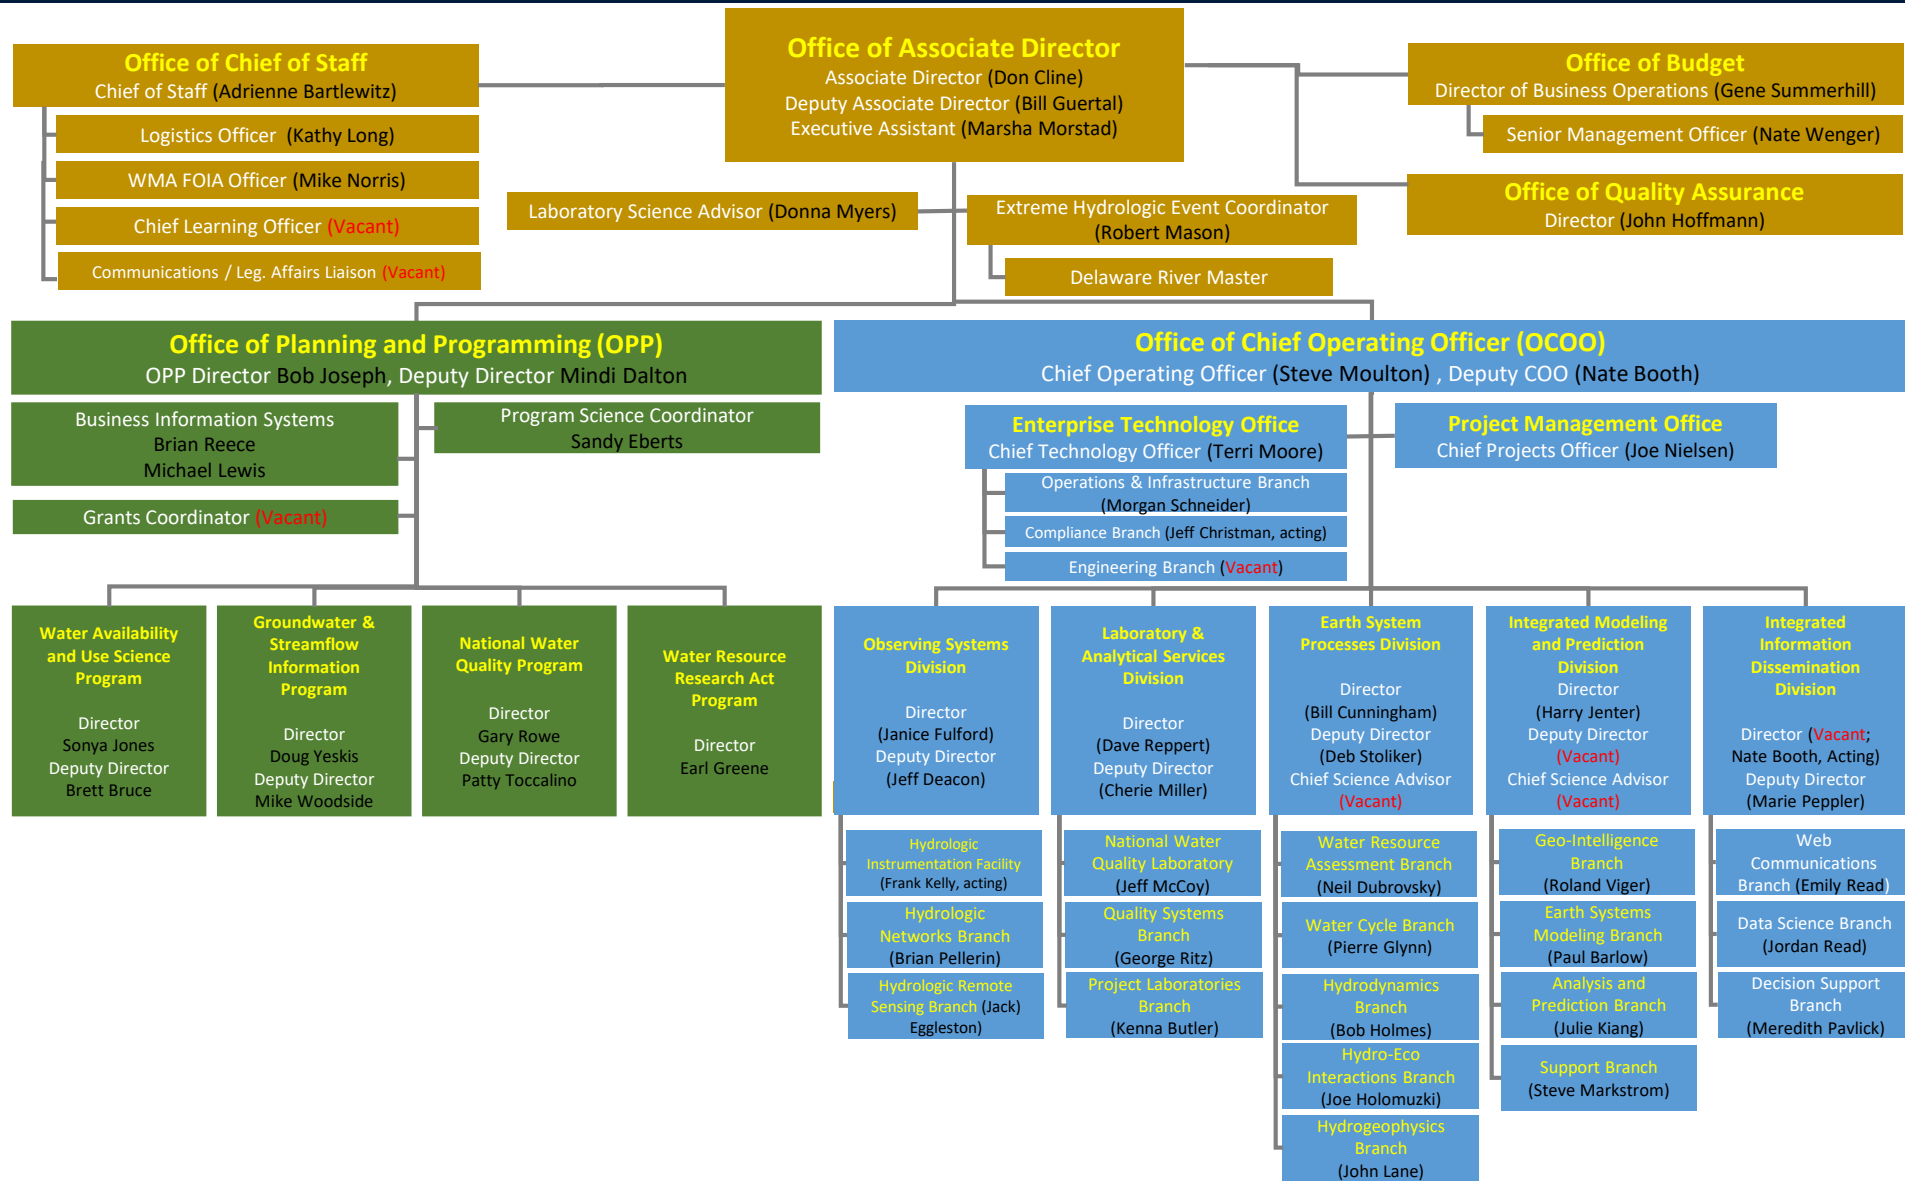 Office of Chief of Staff
Chief of Staff (Adrienne Bartlewitz)
Logistics Officer (Kathy Long)
WMA FOIA Officer (Mike Norris)
Chief Learning Officer (Vacant)
Communications / Leg. Affairs Liaison (Vacant)
Office of Associate Director
Associate Director (Don Cline)
Deputy Associate Director (Bill Guertal)
Executive Assistant (Marsha Morstad)
Office of Budget
Director of Business Operations (Gene Summerhill)
Senior Management Officer (Nate Wenger)
Office of Quality Assurance
Director (John Hoffmann)
Laboratory Science Advisor (Donna Myers)
Extreme Hydrologic Event Coordinator
(Robert Mason)
Delaware River Master
Office of Planning and Programming (OPP)
OPP Director Bob Joseph, Deputy Director Mindi Dalton
Business Information Systems
Brian Reece
Michael Lewis
Program Science Coordinator
Sandy Eberts
Grants Coordinator (Vacant)
Water Availability
and Use Science
Program
Director
Sonya Jones
Deputy Director
Brett Bruce
Groundwater &
Streamflow
Information
Program
Director
Doug Yeskis
Deputy Director
Mike Woodside
National Water
Quality Program
Director
Gary Rowe
Deputy Director
Patty Toccalino
Water Resource
Research Act
Program
Director
Earl Greene
Office of Chief Operating Officer (OCOO)
Chief Operating Officer (Steve Moulton) , Deputy COO (Nate Booth)
Enterprise Technology Office
Chief Technology Officer (Terri Moore)
Operations & Infrastructure Branch
(Morgan Schneider)
Compliance Branch (Jeff Christman, acting)
Engineering Branch (Vacant)
Project Management Office
Chief Projects Officer (Joe Nielsen)
Observing Systems
Division
Director
(Janice Fulford)
Deputy Director
(Jeff Deacon)
Hydrologic
Instrumentation Facility
(Frank Kelly, acting)
Hydrologic
Networks Branch
(Brian Pellerin)
Hydrologic Remote
Sensing Branch (Jack)
Eggleston)
Laboratory &
Analytical Services
Division
Director
(Dave Reppert)
Deputy Director
(Cherie Miller)
National Water
Quality Laboratory
(Jeff McCoy)
Quality Systems
Branch
(George Ritz)
Project Laboratories
Branch
(Kenna Butler)
Earth System
Processes Division
Director
(Bill Cunningham)
Deputy Director
(Deb Stoliker)
Chief Science Advisor
(Vacant)
Water Resource
Assessment Branch
(Neil Dubrovsky)
Water Cycle Branch
(Pierre Glynn)
Hydrodynamics
Branch
(Bob Holmes)
Hydro-Eco
Interactions Branch
(Joe Holomuzki)
Hydrogeophysics
Branch
(John Lane)
Integrated Modeling
and Prediction
Division
Director
(Harry Jenter)
Deputy Director
(Vacant)
Chief Science Advisor
(Vacant)
Geo-Intelligence
Branch
(Roland Viger)
Earth Systems
Modeling Branch
(Paul Barlow)
Analysis and
Prediction Branch
(Julie Kiang)
Support Branch
(Steve Markstrom)
Integrated
Information
Dissemination
Division
Director (Vacant;
Nate Booth, Acting)
Deputy Director
(Marie Peppler)
Web
Communications
Branch (Emily Read)
Data Science Branch
(Jordan Read)
Decision Support
Branch
(Meredith Pavlick)